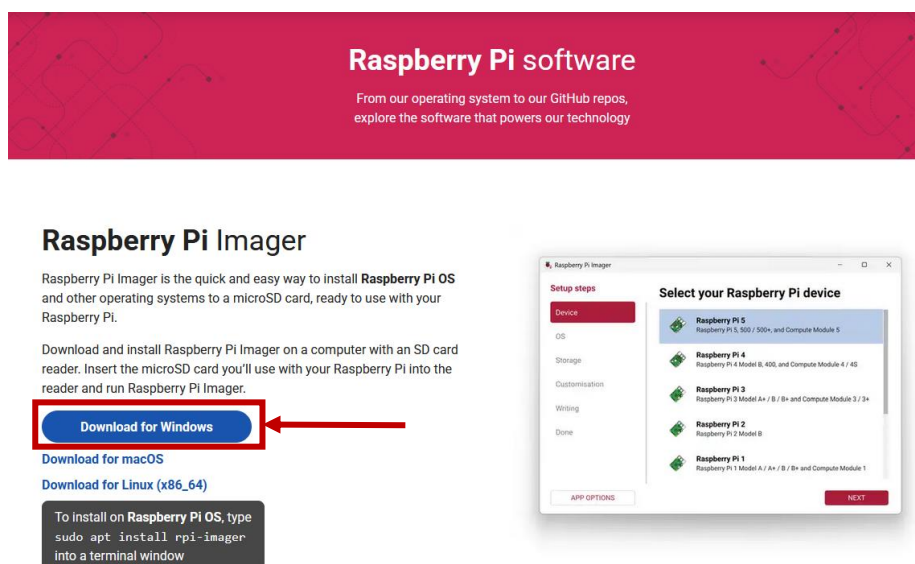 Raspberry Pi software
From our operating system to our GitHub repos,
explore the software that powers our technology
Raspberry Pi Imager
Raspberry Pi Imager is the quick and easy way to install Raspberry Pi OS
and other operating systems to a microSD card, ready to use with your
Raspberry Pi.
Download and install Raspberry Pi Imager on a computer with an SD card
reader. Insert the microSD card you'll use with your Raspberry Pi into the
reader and run Raspberry Pi Imager.
Download for Windows
Download for macOS
Download for Linux (x86_64)
To install on Raspberry Pi OS, type
sudo apt install rpi-imager
into a terminal window
Raspberry Pi Imager
Setup steps
Device
OS
Storage
Customisation
Writing
Done
APP OPTIONS
Select your Raspberry Pi device
Raspberry Pi 5
Raspberry Pi 5, 500 / 500+, and Compute Module 5
Raspberry Pi 4
Raspberry Pi 4 Model B, 400, and Compute Module 4 / 4S
Raspberry Pi 3
Raspberry Pi 3 Model A+ / B / B+ and Compute Module 3 / 3+
Raspberry Pi 2
Raspberry Pi 2 Model B
Raspberry Pi 1
Raspberry Pi 1 Model A / A+ / B / B+ and Compute Module 1
NEXT